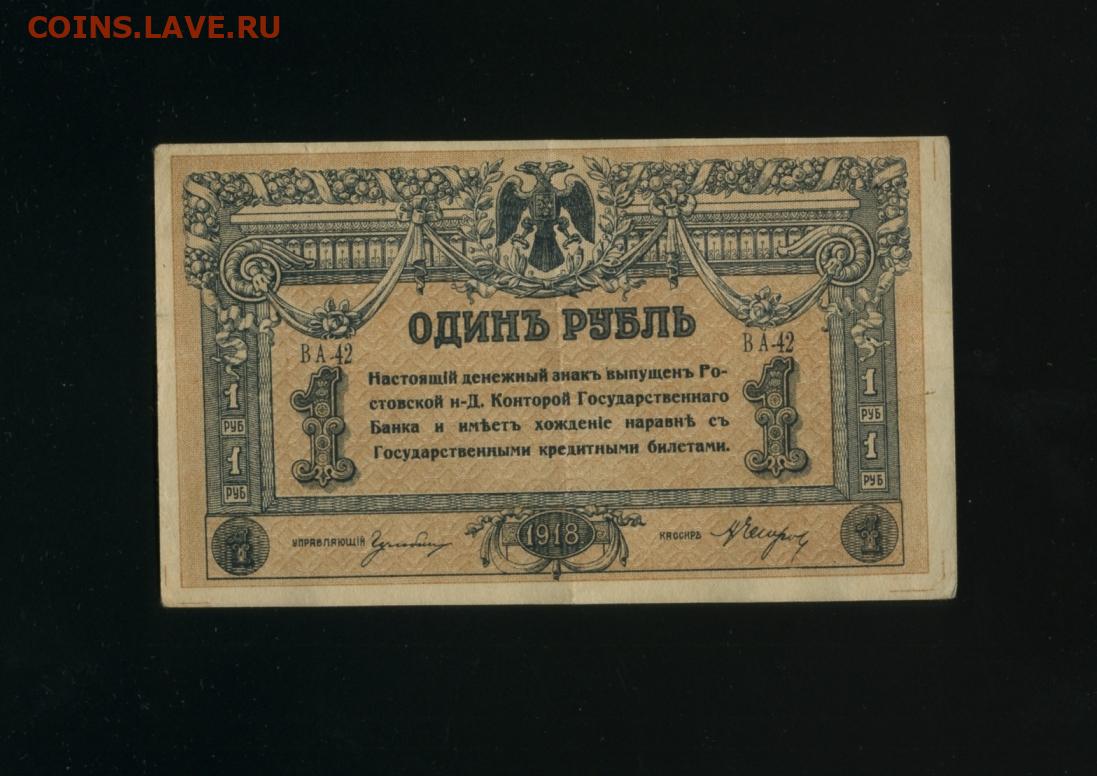 COINS.LAVE.RU
ОДИНЪ РУБЛЬ
ВА-42
ВА-42
1
1
Настоящій денежный знакъ выпущенъ Ро-
стовской н-Д. Конторой Государственнаго
Банка и имѣетъ хожденіе наравнѣ съ
Государственными кредитными билетами.
1
РУБ
1
РУБ
1
РУБ
1
РУБ
1
УПРАВЛЯЮЩІЙ
1918
КАССИРЪ
1